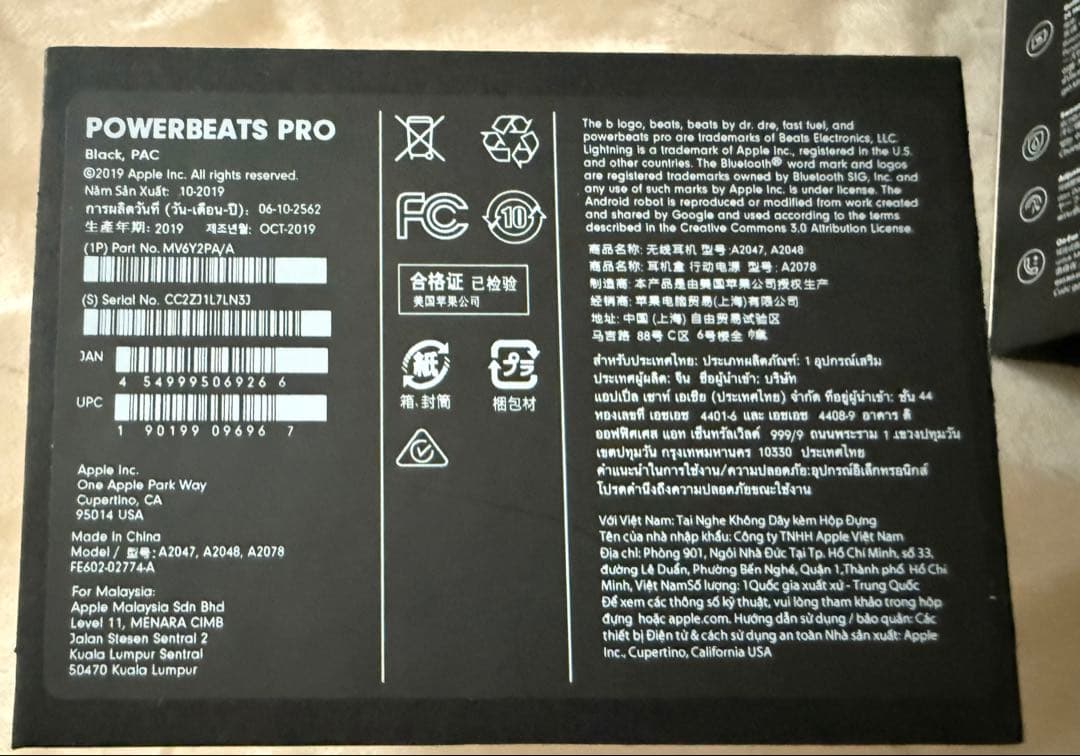 POWERBEATS PRO
Black, PAC
©2019 Apple Inc. All rights reserved.
Năm Sản Xuất: 10-2019
การผลิตวันที่ (วัน-เดือน-ปี): 06-10-2562
生產年期: 2019 제조년월: OCT-2019
(1P) Part No. MV6Y2PA/A
(S) Serial No. CC2ZJ1L7LN3J
JAN
4 549995069266
UPC
1 90199 09696 7
Apple Inc.
One Apple Park Way
Cupertino, CA
95014 USA
Made in China
Model / 型号: A2047, A2048, A2078
FE602-02774-A
For Malaysia:
Apple Malaysia Sdn Bhd
Level 11, MENARA CIMB
Jalan Stesen Sentral 2
Kuala Lumpur Sentral
50470 Kuala Lumpur
FC
10
合格证 已检验
美国苹果公司
紙
プラ
箱、封筒
梱包材
The b logo, beats, beats by dr. dre, fast fuel, and
powerbeats pro are trademarks of Beats Electronics, LLC.
Lightning is a trademark of Apple Inc., registered in the U.S.
and other countries. The Bluetooth® word mark and logos
are registered trademarks owned by Bluetooth SIG, Inc. and
any use of such marks by Apple Inc. is under license. The
Android robot is reproduced or modified from work created
and shared by Google and used according to the terms
described in the Creative Commons 3.0 Attribution License.
商品名称: 无线耳机 型号: A2047, A2048
商品名称: 耳机盒 行动电源 型号: A2078
制造商: 本产品是由美国苹果公司授权生产
经销商: 苹果电脑贸易(上海)有限公司
地址: 中国 (上海) 自由贸易试验区
马吉路 88号 C区 6号楼全幢
สำหรับประเทศไทย: ประเภทผลิตภัณฑ์: 1 อุปกรณ์เสริม
ประเทศผู้ผลิต: จีน ชื่อผู้นำเข้า: บริษัท
แอปเปิ้ล เซาท์ เอเชีย (ประเทศไทย) จำกัด ที่อยู่ผู้นำเข้า: ชั้น 44
ห้องเลขที่ เอชเอช 4401-6 และ เอชเอช 4408-9 อาคาร ดิ
ออฟฟิศเศส แอท เซ็นทรัลเวิลด์ 999/9 ถนนพระราม 1 แขวงปทุมวัน
เขตปทุมวัน กรุงเทพมหานคร 10330 ประเทศไทย
คำแนะนำในการใช้งาน/ความปลอดภัย:อุปกรณ์อิเล็กทรอนิกส์
โปรดคำนึงถึงความปลอดภัยขณะใช้งาน
Với Việt Nam: Tai Nghe Không Dây kèm Hộp Đựng
Tên của nhà nhập khẩu: Công ty TNHH Apple Việt Nam
Địa chỉ: Phòng 901, Ngôi Nhà Đức Tại Tp. Hồ Chí Minh, số 33,
đường Lê Duẩn, Phường Bến Nghé, Quận 1,Thành phố Hồ Chí
Minh, Việt NamSố lượng: 1Quốc gia xuất xứ - Trung Quốc
Để xem các thông số kỹ thuật, vui lòng tham khảo trong hộp
đựng hoặc apple.com. Hướng dẫn sử dụng / bảo quản: Các
thiết bị Điện tử & cách sử dụng an toàn Nhà sản xuất: Apple
Inc., Cupertino, California USA